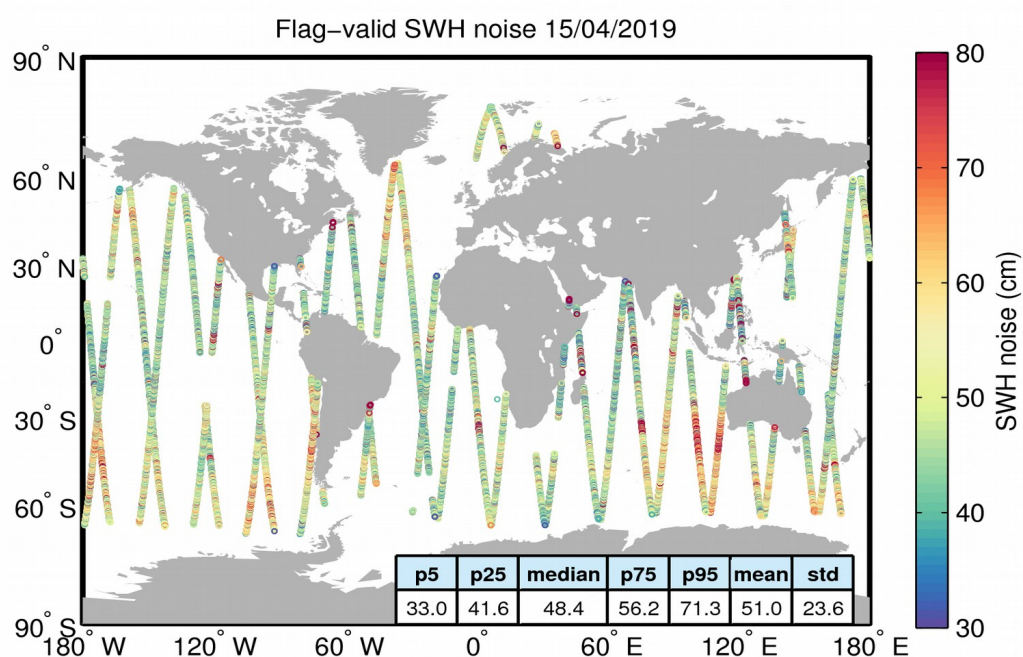 Flag−valid SWH noise 15/04/2019
90° N
60° N
30° N
0°
30° S
60° S
90° S
180° W
120° W
60° W
0°
60° E
120° E
180° E
p5 p25 median p75 p95 mean std
33.0 41.6 48.4 56.2 71.3 51.0 23.6
80
70
60
50
40
30
SWH noise (cm)